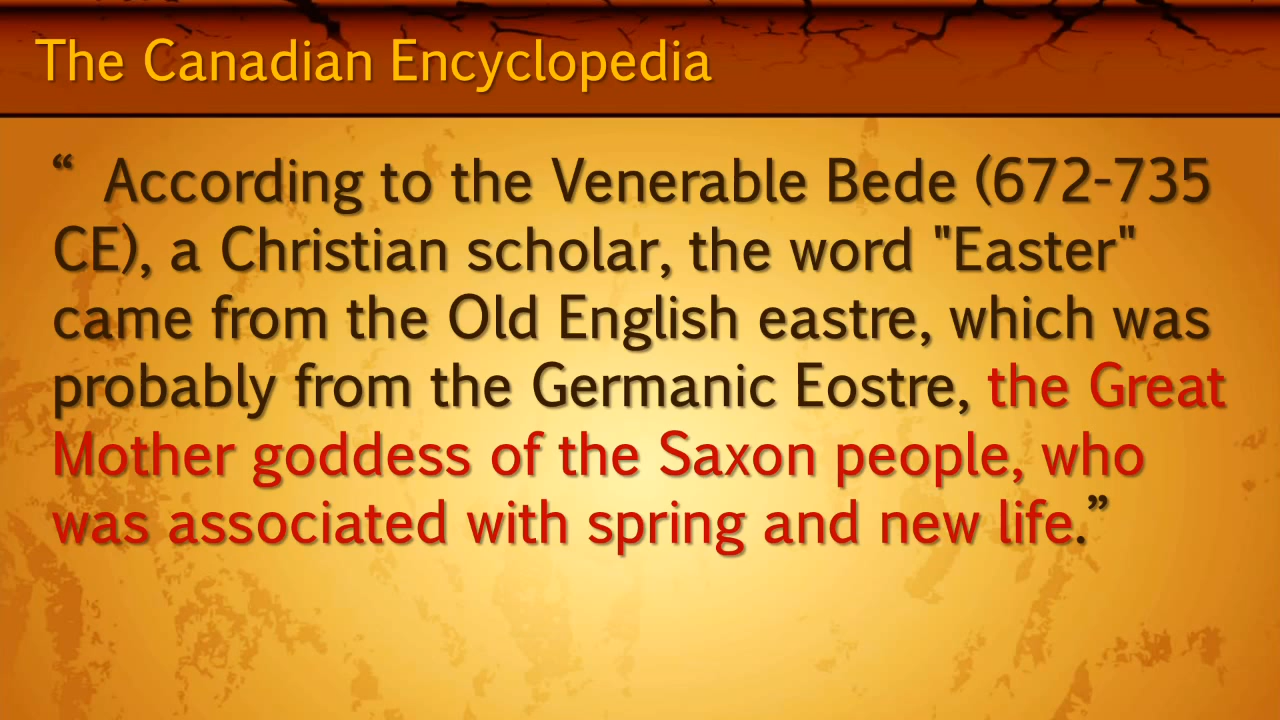 The Canadian Encyclopedia
“ According to the Venerable Bede (672-735
CE), a Christian scholar, the word "Easter"
came from the Old English eastre, which was
probably from the Germanic Eostre, the Great
Mother goddess of the Saxon people, who
was associated with spring and new life.”